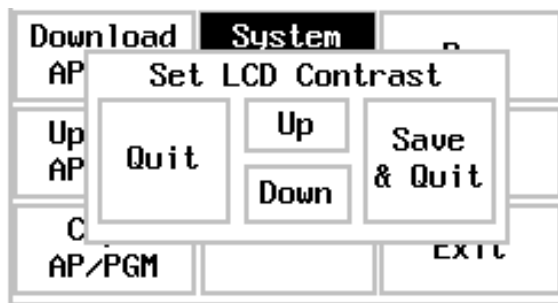 Download
System
AP
Set LCD Contrast
Up
AP
Quit
Up
Down
Save
& Quit
C
AP/PGM
Exit